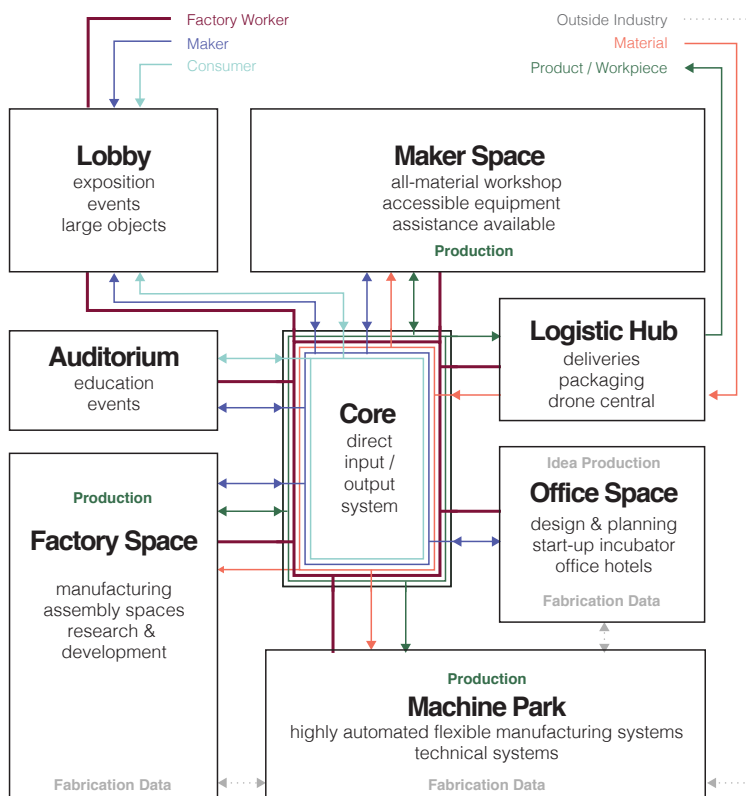 Factory Worker
Maker
Consumer
Outside Industry
Material
Product / Workpiece
Lobby
exposition
events
large objects
Maker Space
all-material workshop
accessible equipment
assistance available
Production
Auditorium
education
events
Core
direct
input /
output
system
Logistic Hub
deliveries
packaging
drone central
Production
Factory Space
manufacturing
assembly spaces
research &
development
Fabrication Data
Idea Production
Office Space
design & planning
start-up incubator
office hotels
Fabrication Data
Production
Machine Park
highly automated flexible manufacturing systems
technical systems
Fabrication Data